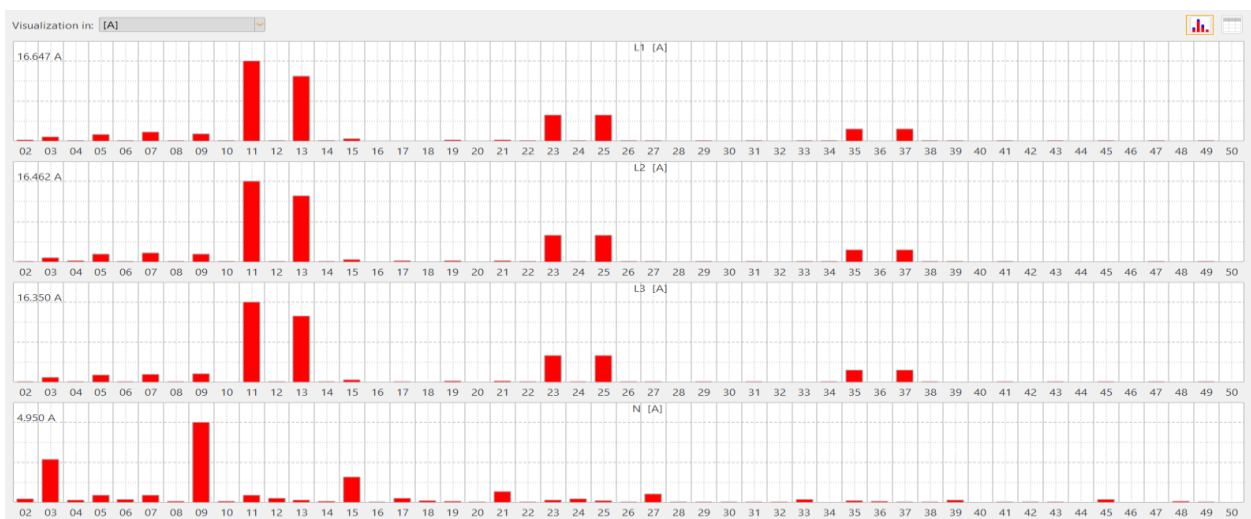 Visualization in: [A]
L1 [A]
16.647 A
02 03 04 05 06 07 08 09 10 11 12 13 14 15 16 17 18 19 20 21 22 23 24 25 26 27 28 29 30 31 32 33 34 35 36 37 38 39 40 41 42 43 44 45 46 47 48 49 50
L2 [A]
16.462 A
02 03 04 05 06 07 08 09 10 11 12 13 14 15 16 17 18 19 20 21 22 23 24 25 26 27 28 29 30 31 32 33 34 35 36 37 38 39 40 41 42 43 44 45 46 47 48 49 50
L3 [A]
16.350 A
02 03 04 05 06 07 08 09 10 11 12 13 14 15 16 17 18 19 20 21 22 23 24 25 26 27 28 29 30 31 32 33 34 35 36 37 38 39 40 41 42 43 44 45 46 47 48 49 50
N [A]
4.950 A
02 03 04 05 06 07 08 09 10 11 12 13 14 15 16 17 18 19 20 21 22 23 24 25 26 27 28 29 30 31 32 33 34 35 36 37 38 39 40 41 42 43 44 45 46 47 48 49 50